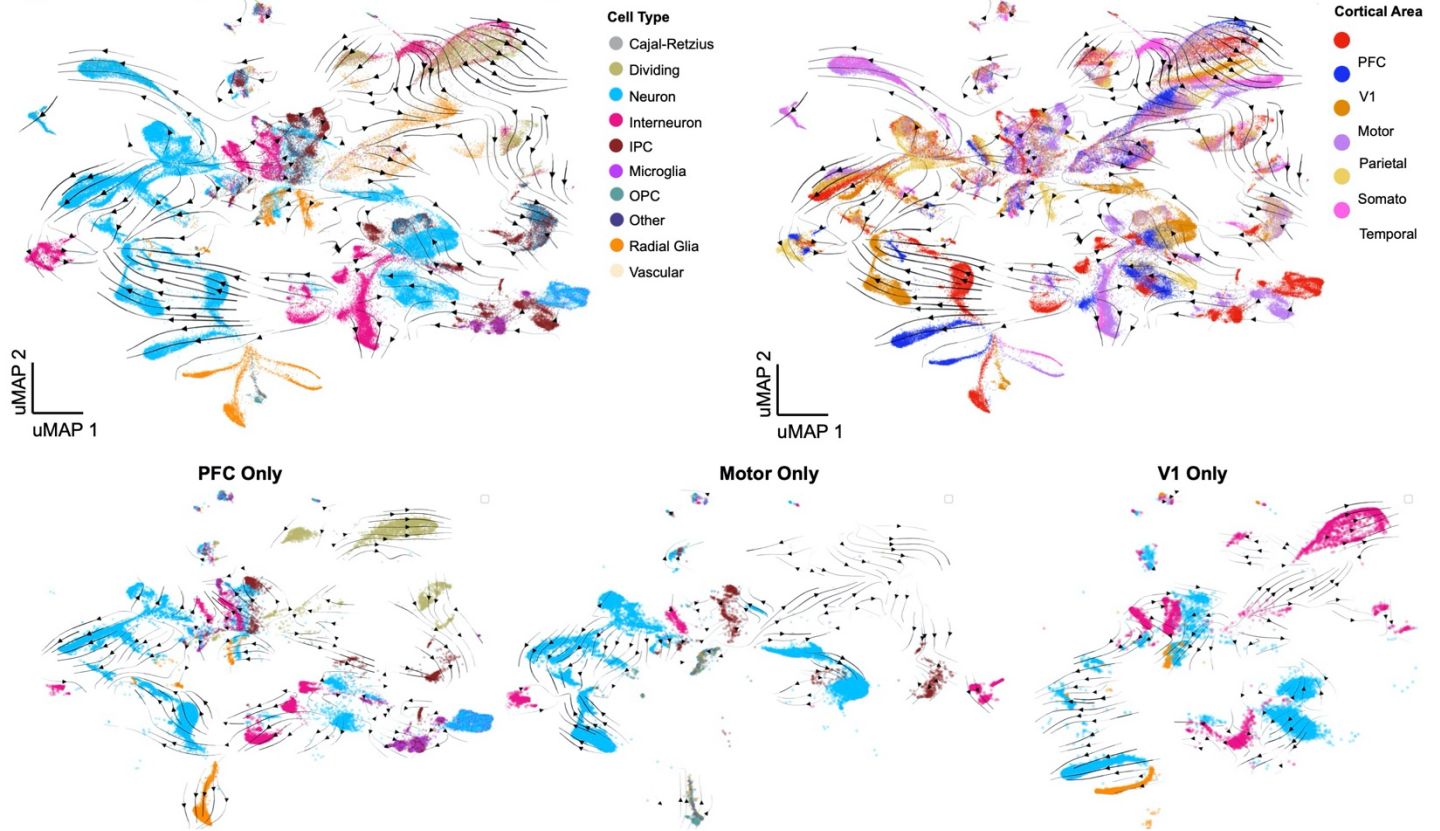 Cell Type
Cajal-Retzius
Dividing
Neuron
Interneuron
IPC
Microglia
OPC
Other
Radial Glia
Vascular
uMAP 2
uMAP 1
Cortical Area
PFC
V1
Motor
Parietal
Somato
Temporal
uMAP 2
uMAP 1
PFC Only
Motor Only
V1 Only